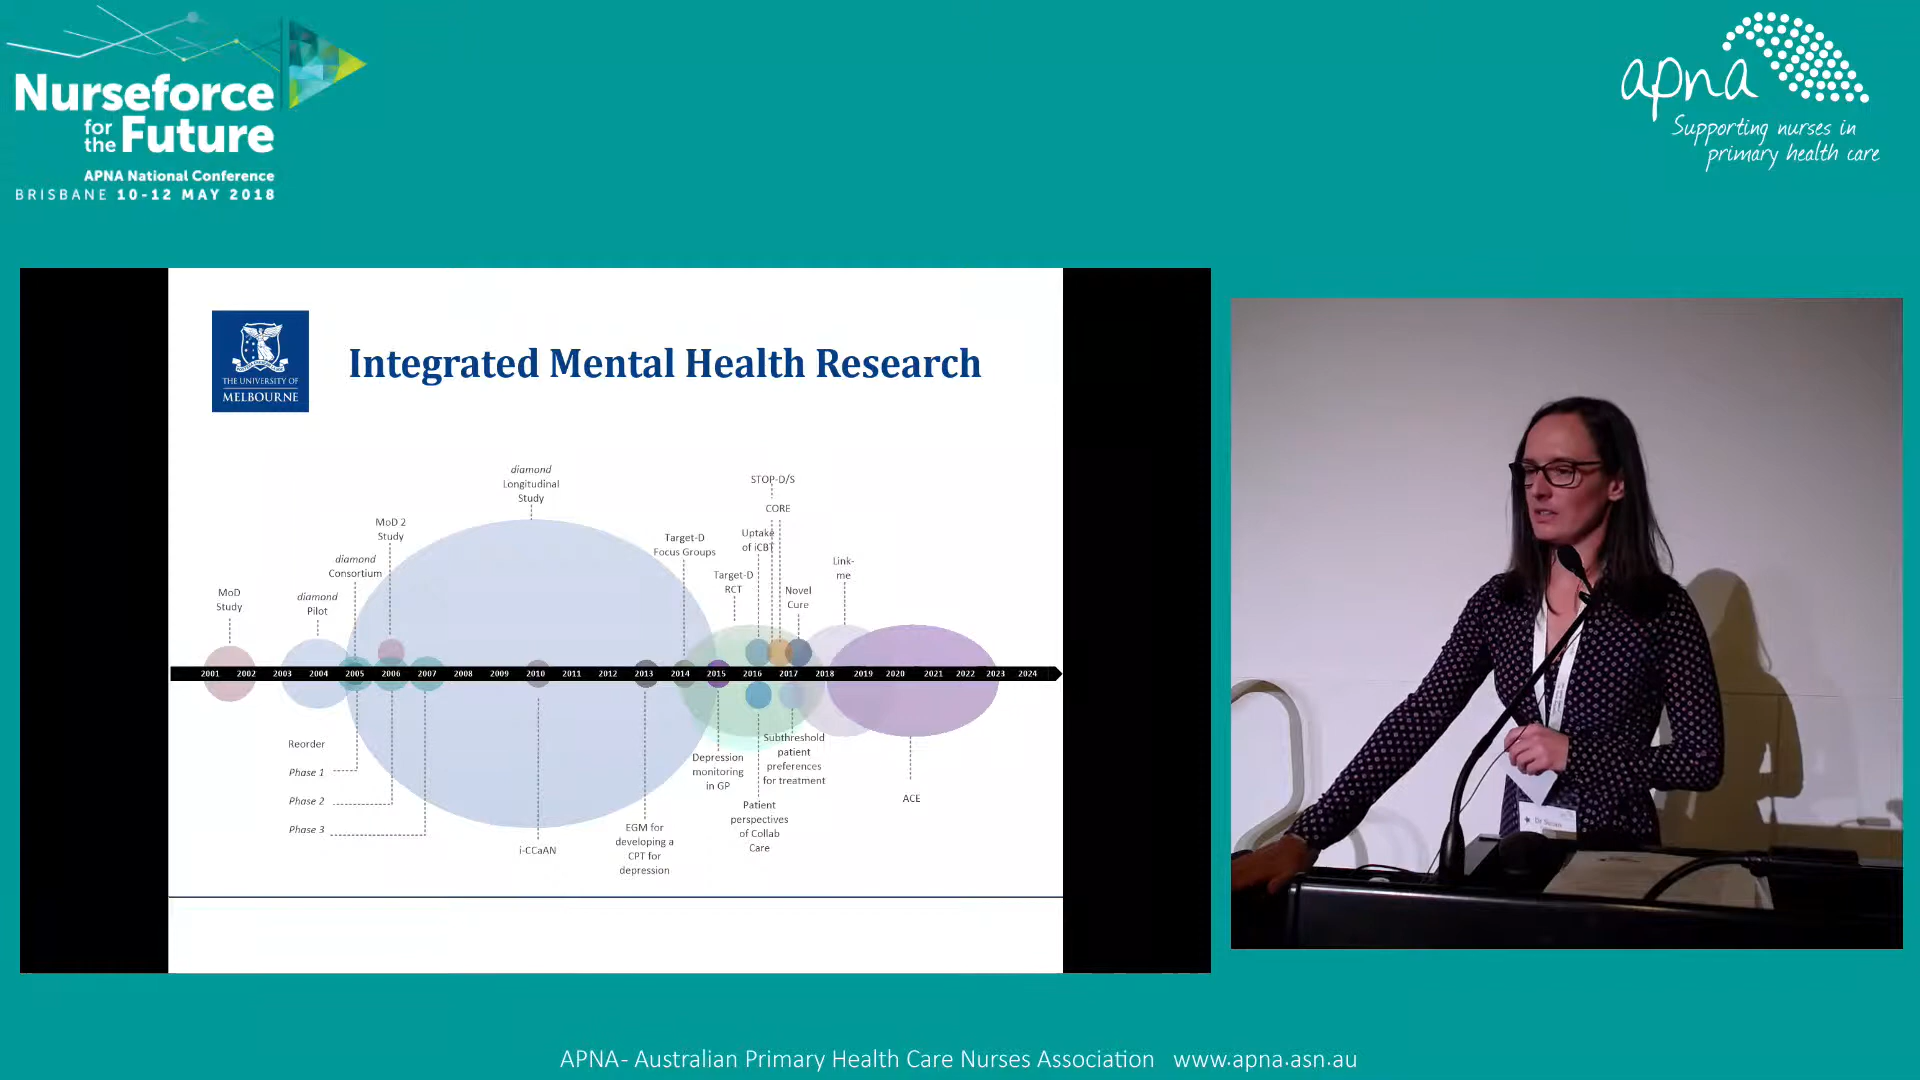 Nurseforce
for the Future
APNA National Conference
BRISBANE 10-12 MAY 2018
apna
Supporting nurses in
primary health care
THE UNIVERSITY OF
MELBOURNE
Integrated Mental Health Research
diamond
Longitudinal
Study
STOP-D/S
CORE
MoD 2
Study
Uptake
of iCBT
Target-D
Focus Groups
diamond
Consortium
Link-
me
Target-D
RCT
Novel
Cure
MoD
Study
diamond
Pilot
2001 2002 2003 2004 2005 2006 2007 2008 2009 2010 2011 2012 2013 2014 2015 2016 2017 2018 2019 2020 2021 2022 2023 2024
Reorder
Phase 1
Phase 2
Phase 3
i-CCaAN
EGM for
developing a
CPT for
depression
Depression
monitoring
in GP
Subthreshold
patient
preferences
for treatment
Patient
perspectives
of Collab
Care
ACE
Dr Susan
APNA- Australian Primary Health Care Nurses Association www.apna.asn.au